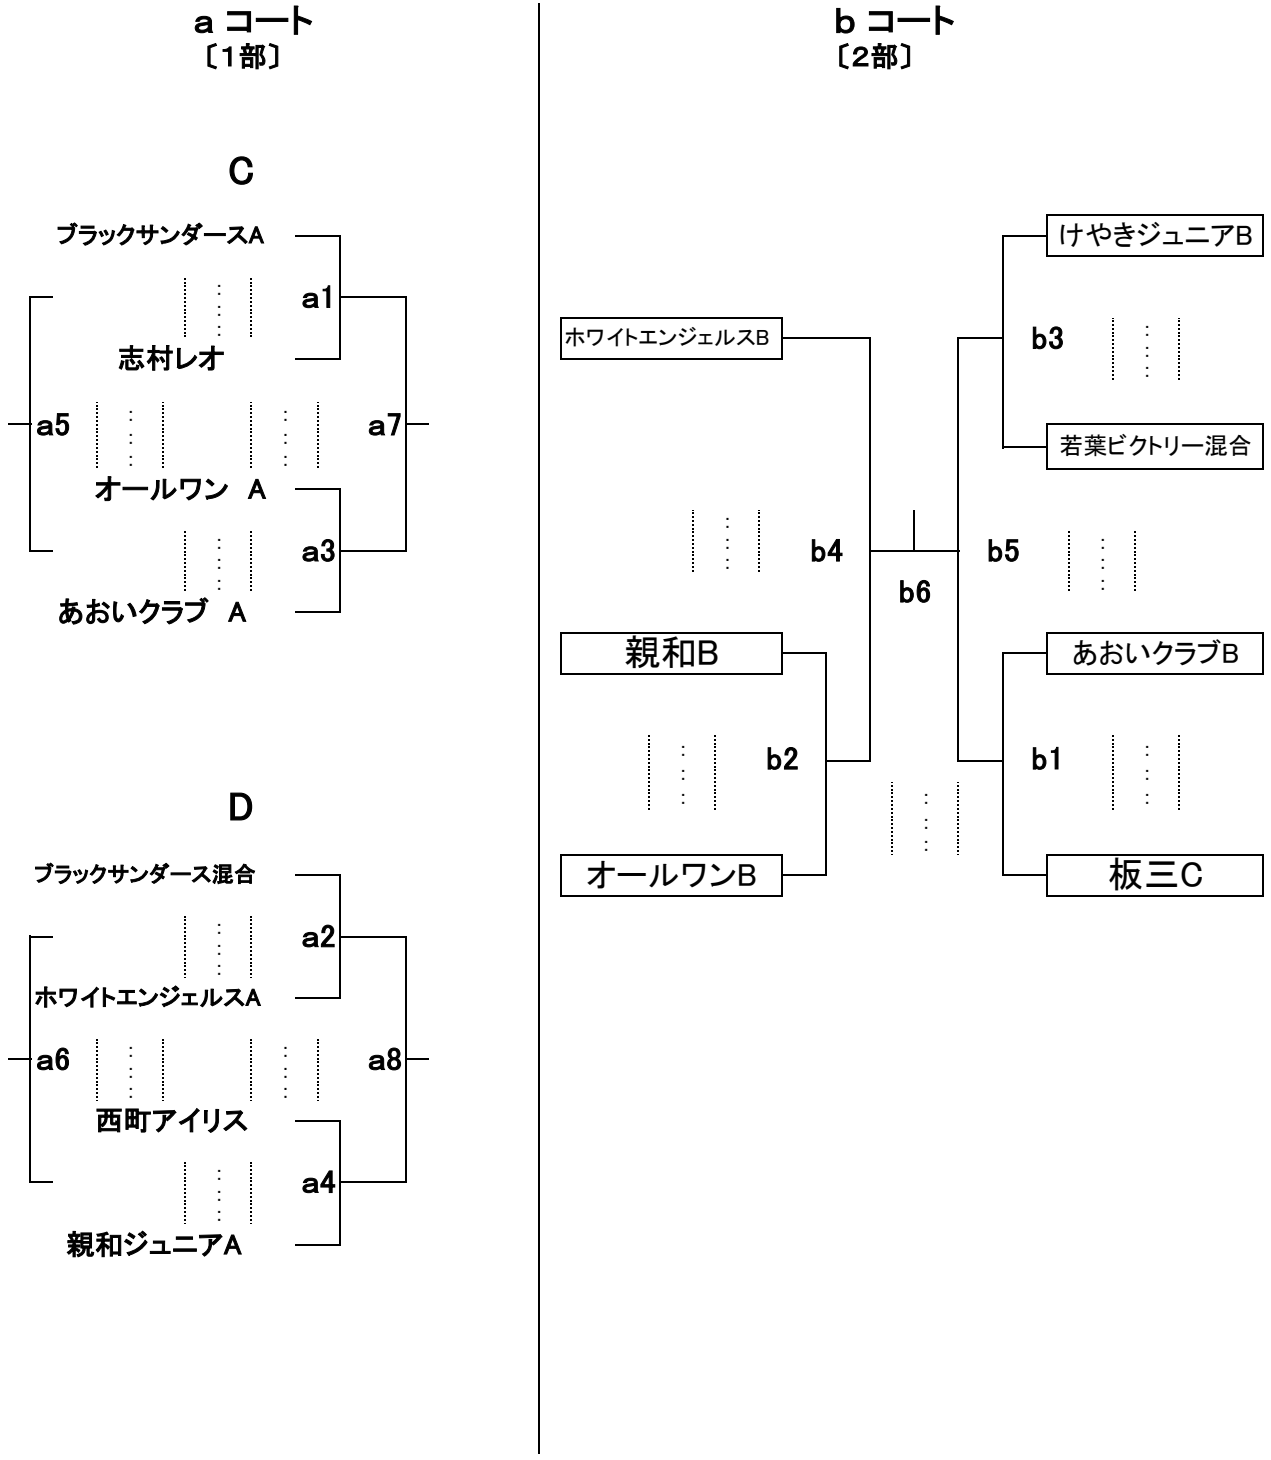 a コート
〔1部〕
C
ブラックサンダースA
a1
志村レオ
a5
a7
オールワン　A
a3
あおいクラブ　A
D
ブラックサンダース混合
a2
ホワイトエンジェルスA
a6
a8
西町アイリス
a4
親和ジュニアA
b コート
〔2部〕
けやきジュニアB
ホワイトエンジェルスB
b3
若葉ビクトリー混合
b4
b5
b6
親和B
あおいクラブB
b2
b1
オールワンB
板三C